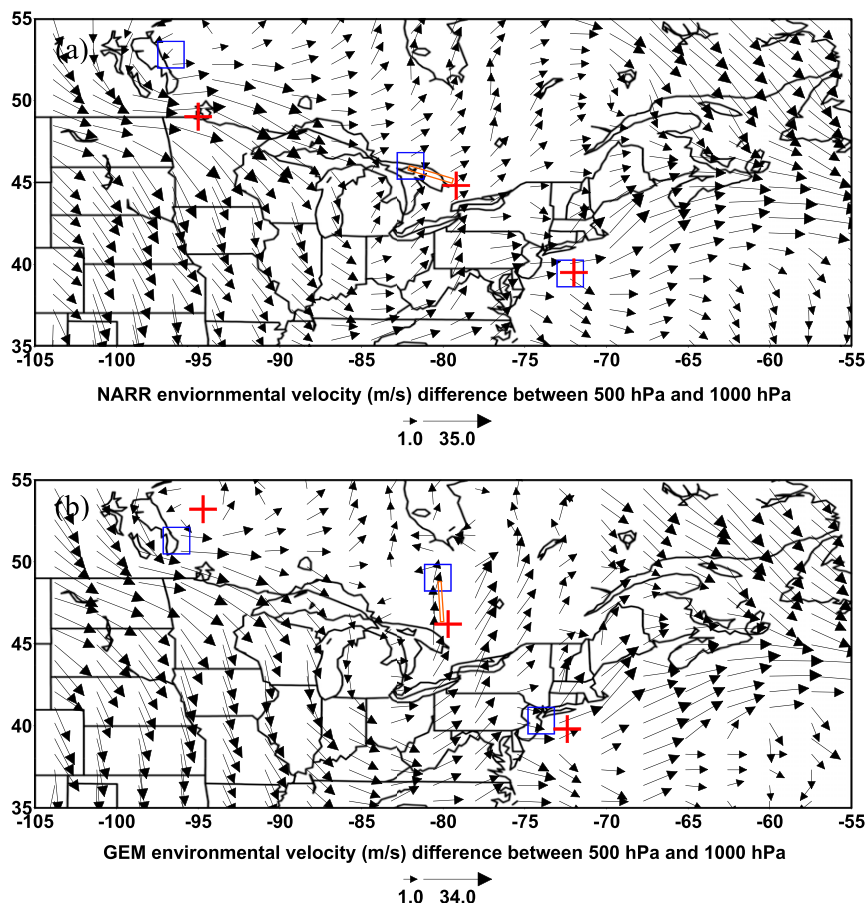 55
(a)
50
45
40
35
-105 -100 -95 -90 -85 -80 -75 -70 -65 -60 -55
NARR enviornmental velocity (m/s) difference between 500 hPa and 1000 hPa
1.0 35.0
55
(b)
50
45
40
35
-105 -100 -95 -90 -85 -80 -75 -70 -65 -60 -55
GEM environmental velocity (m/s) difference between 500 hPa and 1000 hPa
1.0 34.0